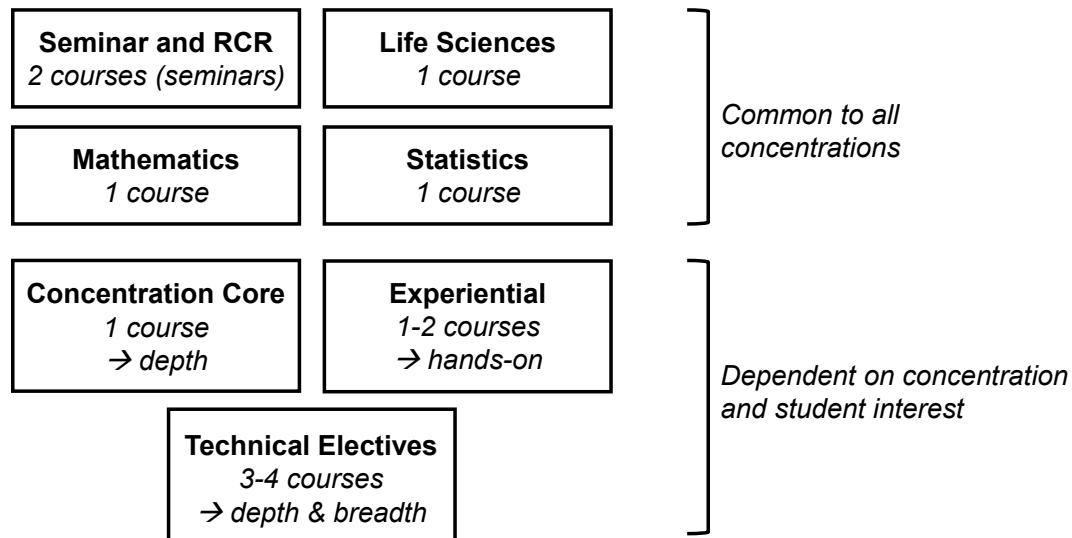 Seminar and RCR
2 courses (seminars)
Life Sciences
1 course
Mathematics
1 course
Statistics
1 course
Common to all
concentrations
Concentration Core
1 course
→ depth
Experiential
1-2 courses
→ hands-on
Technical Electives
3-4 courses
→ depth & breadth
Dependent on concentration
and student interest